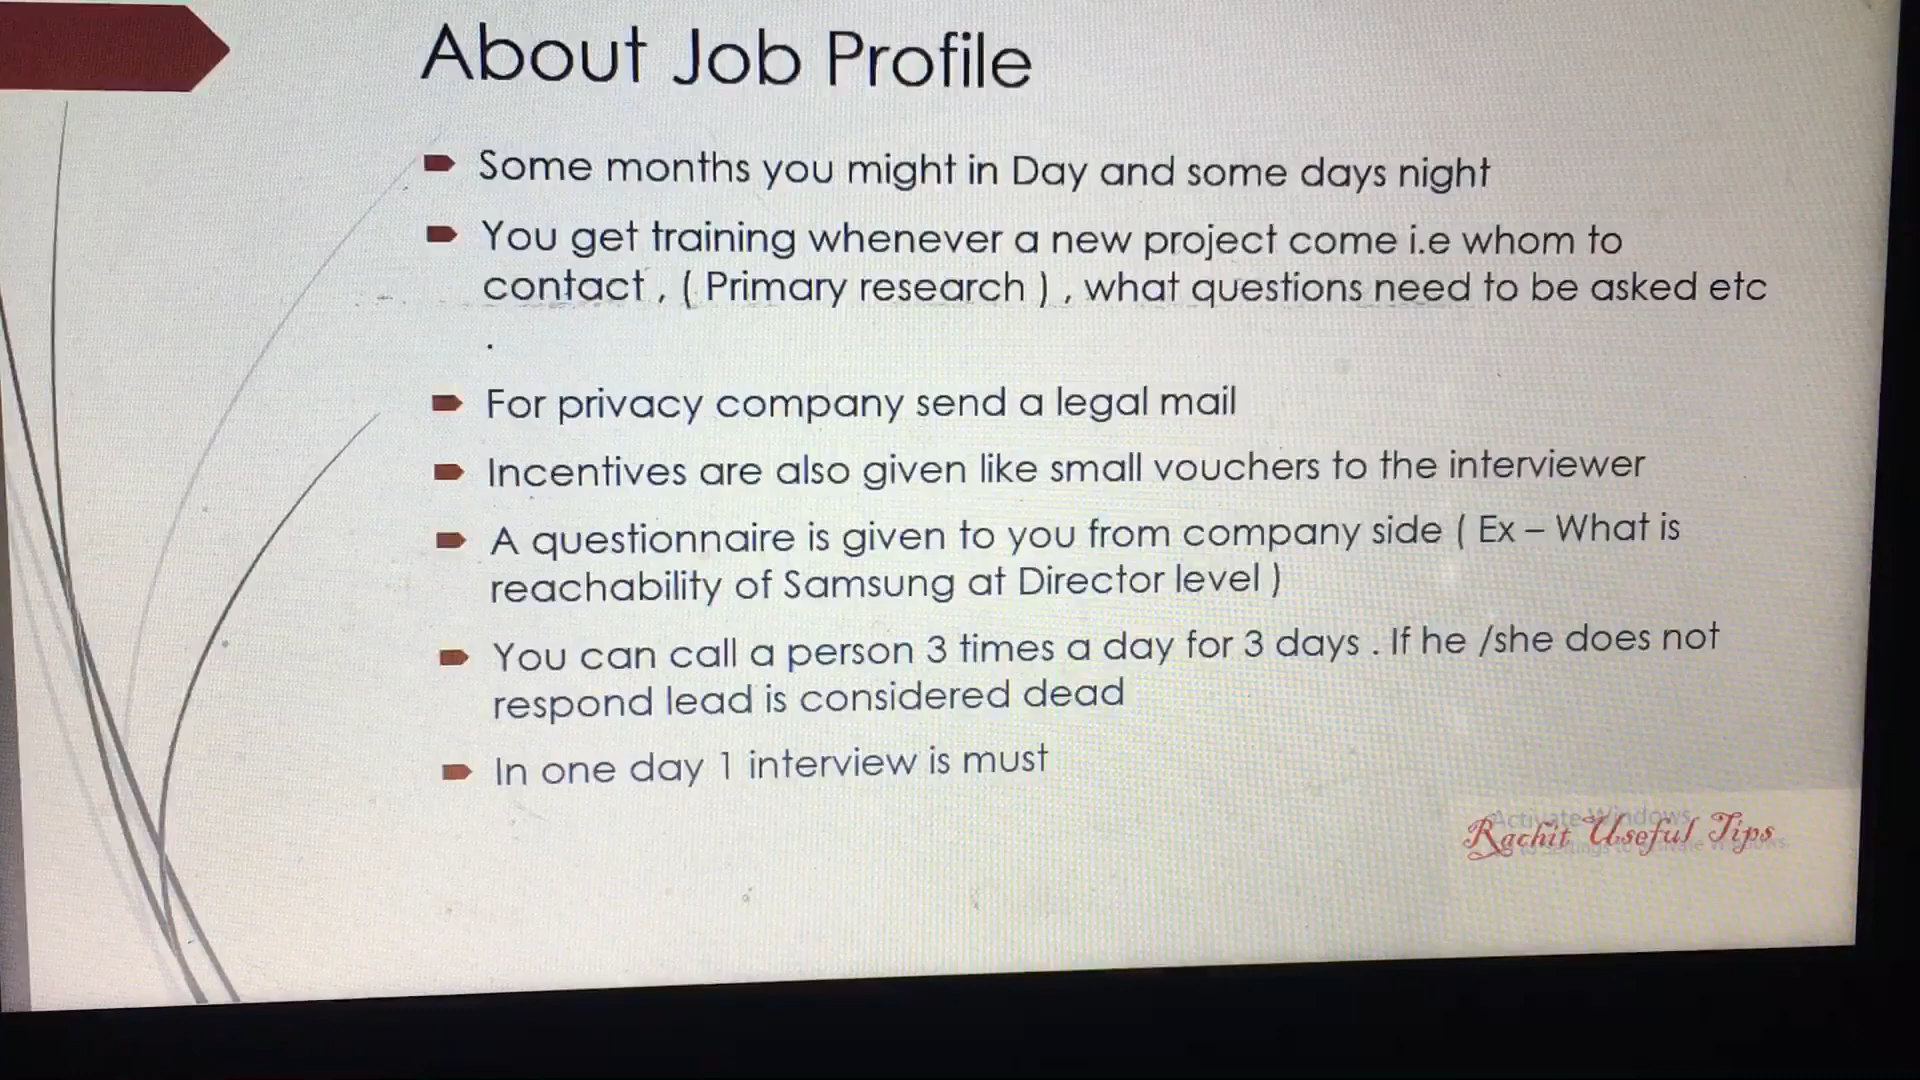 About Job Profile
Some months you might in Day and some days night
You get training whenever a new project come i.e whom to
contact , ( Primary research ) , what questions need to be asked etc
.
For privacy company send a legal mail
Incentives are also given like small vouchers to the interviewer
A questionnaire is given to you from company side ( Ex – What is
reachability of Samsung at Director level )
You can call a person 3 times a day for 3 days . If he /she does not
respond lead is considered dead
In one day 1 interview is must
Activate Windows
Rachit Useful Tips